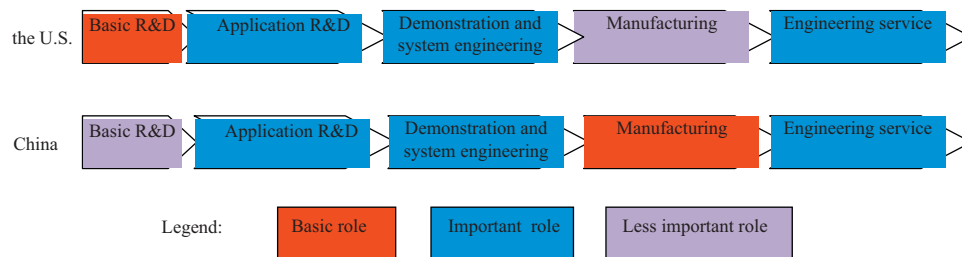 the U.S.
Basic R&D
Application R&D
Demonstration and
system engineering
Manufacturing
Engineering service
China
Basic R&D
Application R&D
Demonstration and
system engineering
Manufacturing
Engineering service
Legend:
Basic role
Important role
Less important role